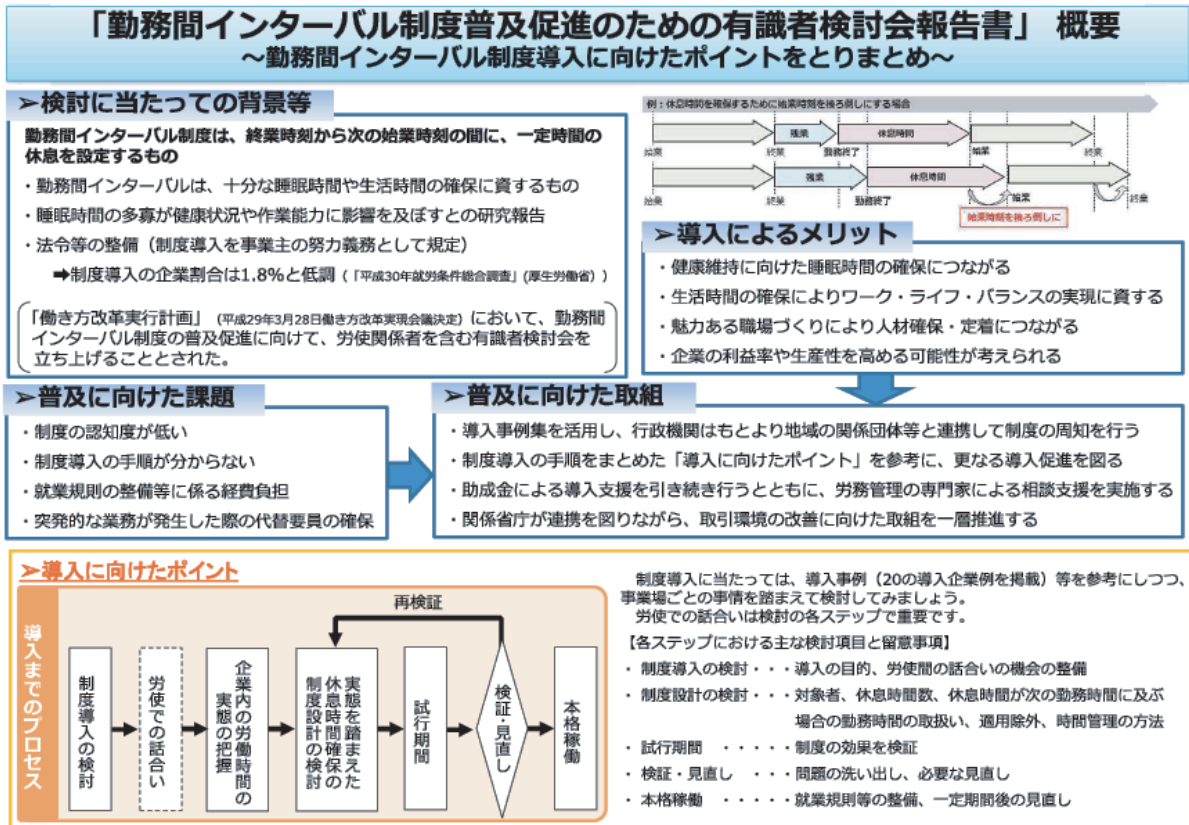 「勤務間インターバル制度普及促進のための有識者検討会報告書」 概要
～勤務間インターバル制度導入に向けたポイントをとりまとめ～
➢検討に当たっての背景等
勤務間インターバル制度は、終業時刻から次の始業時刻の間に、一定時間の
休息を設定するもの
・勤務間インターバルは、十分な睡眠時間や生活時間の確保に資するもの
・睡眠時間の多寡が健康状況や作業能力に影響を及ぼすとの研究報告
・法令等の整備（制度導入を事業主の努力義務として規定）
➡制度導入の企業割合は1.8%と低調（「平成30年就労条件総合調査」(厚生労働省)）
「働き方改革実行計画」（平成29年3月28日働き方改革実現会議決定）において、勤務間
インターバル制度の普及促進に向けて、労使関係者を含む有識者検討会を
立ち上げることとされた。
例：休息時間を確保するために始業時刻を後ろ倒しにする場合
残業 休息時間
始業 終業 勤務終了 始業 終業
残業 休息時間
始業 終業 勤務終了 始業 終業
始業時刻を後ろ倒しに
➢導入によるメリット
・健康維持に向けた睡眠時間の確保につながる
・生活時間の確保によりワーク・ライフ・バランスの実現に資する
・魅力ある職場づくりにより人材確保・定着につながる
・企業の利益率や生産性を高める可能性が考えられる
➢普及に向けた課題
・制度の認知度が低い
・制度導入の手順が分からない
・就業規則の整備等に係る経費負担
・突発的な業務が発生した際の代替要員の確保
➢普及に向けた取組
・導入事例集を活用し、行政機関はもとより地域の関係団体等と連携して制度の周知を行う
・制度導入の手順をまとめた「導入に向けたポイント」を参考に、更なる導入促進を図る
・助成金による導入支援を引き続き行うとともに、労務管理の専門家による相談支援を実施する
・関係省庁が連携を図りながら、取引環境の改善に向けた取組を一層推進する
➢導入に向けたポイント
導入までのプロセス
再検証
制度導入の検討
労使での話合い
企業内の労働時間の
実態の把握
実態を踏まえた
休息時間確保の
制度設計の検討
試行期間
検証・見直し
本格稼働
制度導入に当たっては、導入事例（20の導入企業例を掲載）等を参考にしつつ、
事業場ごとの事情を踏まえて検討してみましょう。
労使での話合いは検討の各ステップで重要です。
【各ステップにおける主な検討項目と留意事項】
・ 制度導入の検討・・・導入の目的、労使間の話合いの機会の整備
・ 制度設計の検討・・・対象者、休息時間数、休息時間が次の勤務時間に及ぶ
場合の勤務時間の取扱い、適用除外、時間管理の方法
・ 試行期間 ・・・・・制度の効果を検証
・ 検証・見直し ・・・問題の洗い出し、必要な見直し
・ 本格稼働 ・・・・・就業規則等の整備、一定期間後の見直し